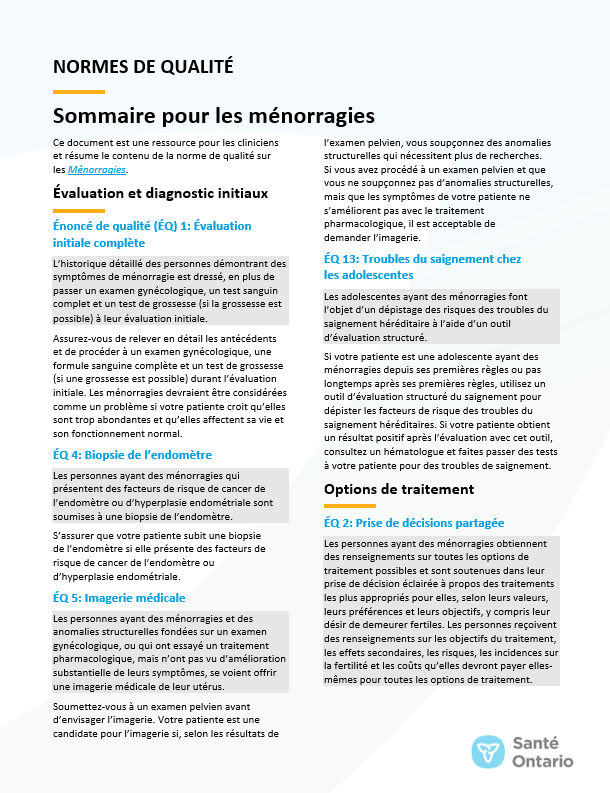 NORMES DE QUALITÉ
Sommaire pour les ménorragies
Ce document est une ressource pour les cliniciens
et résume le contenu de la norme de qualité sur
les Ménorragies.
Évaluation et diagnostic initiaux
Énoncé de qualité (ÉQ) 1: Évaluation
initiale complète
L’historique détaillé des personnes démontrant des
symptômes de ménorragie est dressé, en plus de
passer un examen gynécologique, un test sanguin
complet et un test de grossesse (si la grossesse est
possible) à leur évaluation initiale.
Assurez-vous de relever en détail les antécédents
et de procéder à un examen gynécologique, une
formule sanguine complète et un test de grossesse
(si une grossesse est possible) durant l’évaluation
initiale. Les ménorragies devraient être considérées
comme un problème si votre patiente croit qu’elles
sont trop abondantes et qu’elles affectent sa vie et
son fonctionnement normal.
ÉQ 4: Biopsie de l’endomètre
Les personnes ayant des ménorragies qui
présentent des facteurs de risque de cancer de
l’endomètre ou d’hyperplasie endométriale sont
soumises à une biopsie de l’endomètre.
S’assurer que votre patiente subit une biopsie
de l’endomètre si elle présente des facteurs de
risque de cancer de l’endomètre ou
d’hyperplasie endométriale.
ÉQ 5: Imagerie médicale
Les personnes ayant des ménorragies et des
anomalies structurelles fondées sur un examen
gynécologique, ou qui ont essayé un traitement
pharmacologique, mais n’ont pas vu d’amélioration
substantielle de leurs symptômes, se voient offrir
une imagerie médicale de leur utérus.
Soumettez-vous à un examen pelvien avant
d’envisager l’imagerie. Votre patiente est une
candidate pour l’imagerie si, selon les résultats de
l’examen pelvien, vous soupçonnez des anomalies
structurelles qui nécessitent plus de recherches.
Si vous avez procédé à un examen pelvien et que
vous ne soupçonnez pas d’anomalies structurelles,
mais que les symptômes de votre patiente ne
s’améliorent pas avec le traitement
pharmacologique, il est acceptable de
demander l’imagerie.
ÉQ 13: Troubles du saignement chez
les adolescentes
Les adolescentes ayant des ménorragies font
l’objet d’un dépistage des risques des troubles du
saignement héréditaire à l’aide d’un outil
d’évaluation structuré.
Si votre patiente est une adolescente ayant des
ménorragies depuis ses premières règles ou pas
longtemps après ses premières règles, utilisez un
outil d’évaluation structuré du saignement pour
dépister les facteurs de risque des troubles du
saignement héréditaires. Si votre patiente obtient
un résultat positif après l’évaluation avec cet outil,
consultez un hématologue et faites passer des tests
à votre patiente pour des troubles de saignement.
Options de traitement
ÉQ 2: Prise de décisions partagée
Les personnes ayant des ménorragies obtiennent
des renseignements sur toutes les options de
traitement possibles et sont soutenues dans leur
prise de décision éclairée à propos des traitements
les plus appropriés pour elles, selon leurs valeurs,
leurs préférences et leurs objectifs, y compris leur
désir de demeurer fertiles. Les personnes reçoivent
des renseignements sur les objectifs du traitement,
les effets secondaires, les risques, les incidences sur
la fertilité et les coûts qu’elles devront payer elles-
mêmes pour toutes les options de traitement.
Santé
Ontario